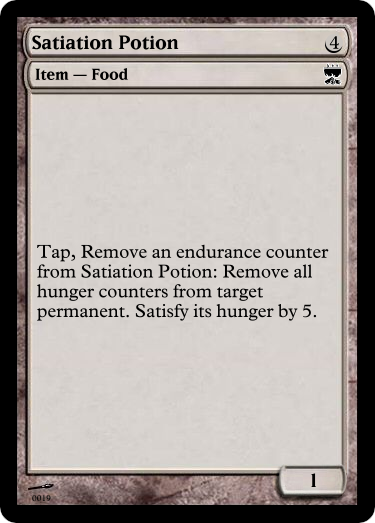 Satiation Potion 4
Item — Food
Tap, Remove an endurance counter
from Satiation Potion: Remove all
hunger counters from target
permanent. Satisfy its hunger by 5.
1
0019